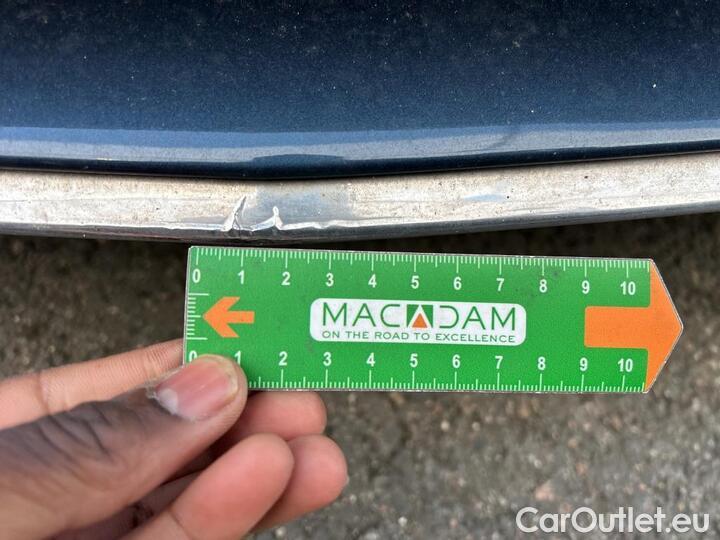 0 1 2 3 4 5 6 7 8 9 10
MACADAM
ON THE ROAD TO EXCELLENCE
0 1 2 3 4 5 6 7 8 9 10
CarOutlet.eu